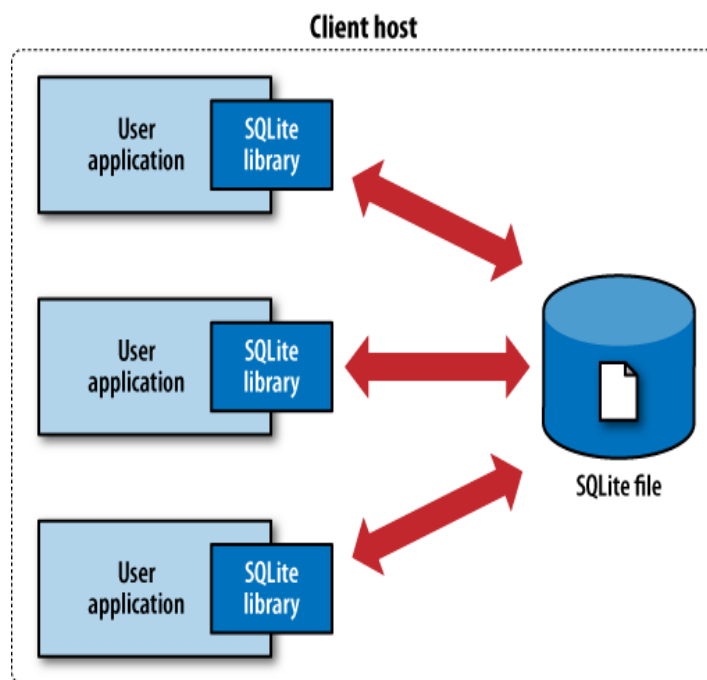 Client host
User
application
SQLite
library
User
application
SQLite
library
SQLite file
User
application
SQLite
library